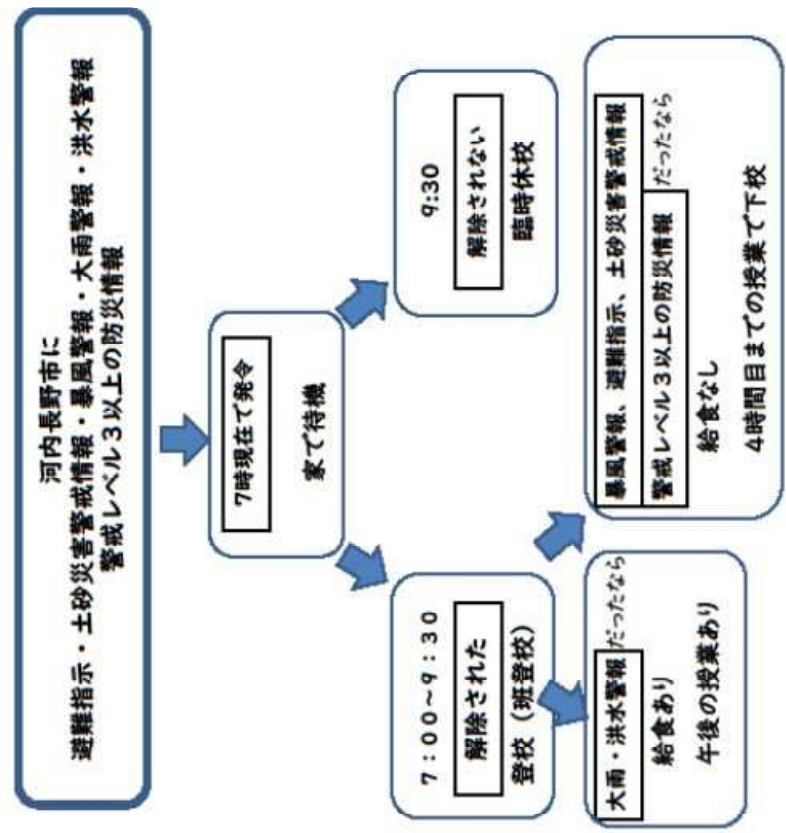 河内長野市に
避難指示・土砂災害警戒情報・暴風警報・大雨警報・洪水警報
警戒レベル３以上の防災情報
7時現在で発令
家で待機
7：00～9：30
解除された
登校（班登校）
9:30
解除されない
臨時休校
大雨・洪水警報だったなら
給食あり
午後の授業あり
暴風警報、避難指示、土砂災害警戒情報
警戒レベル３以上の防災情報だったなら
給食なし
４時間目までの授業で下校